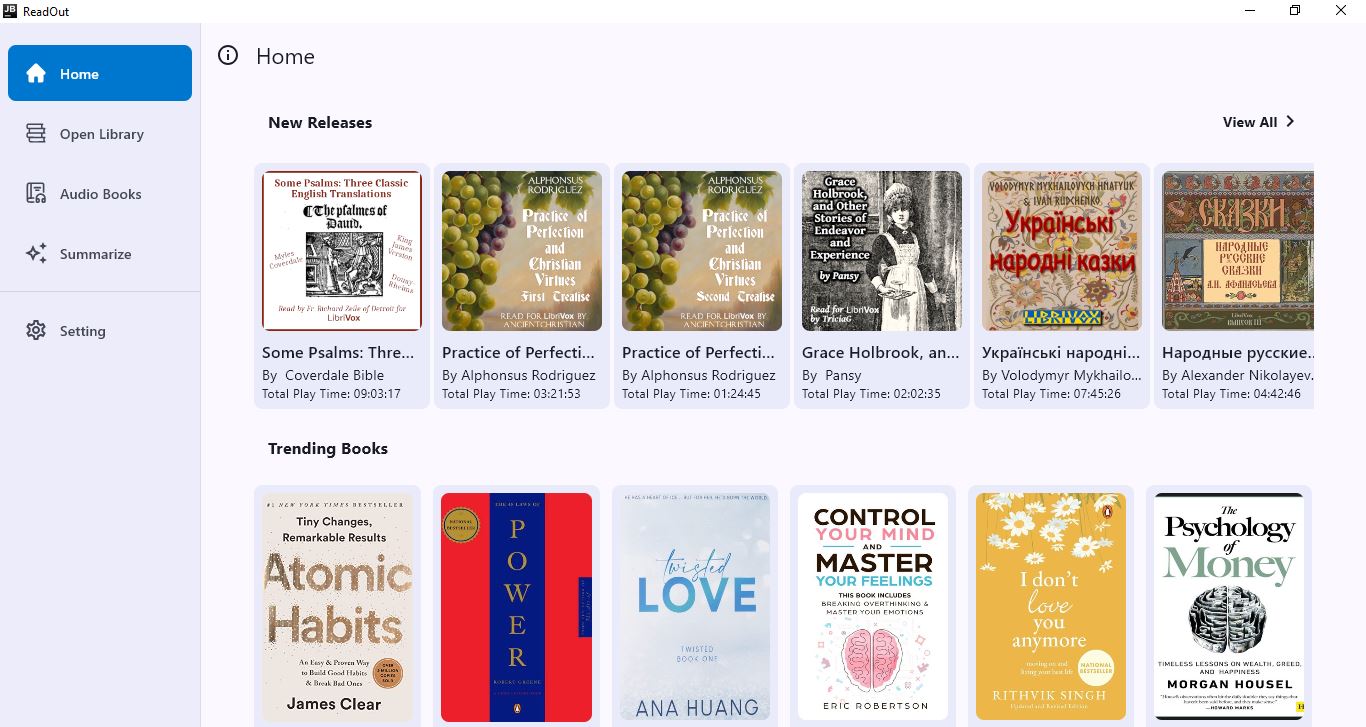 JB
ReadOut
Home
Open Library
Audio Books
Summarize
Setting
Home
New Releases
View All
Some Psalms: Three Classic
English Translations
The psalmes of
Dauid,
Myles
Coverdale
King
James
Version
Douay-
Rheims
Read by Fr. Richard Zeile of Detroit for
LibriVox
Some Psalms: Thre...
By Coverdale Bible
Total Play Time: 09:03:17
ALPHONSUS
RODRIGUEZ
Practice of
Perfection
and
Christian
Virtues
First Treatise
READ FOR LibriVox BY
ANCIENTCHRISTIAN
Practice of Perfecti...
By Alphonsus Rodriguez
Total Play Time: 03:21:53
ALPHONSUS
RODRIGUEZ
Practice of
Perfection
and
Christian
Virtues
Second Treatise
READ FOR LibriVox BY
ANCIENTCHRISTIAN
Practice of Perfecti...
By Alphonsus Rodriguez
Total Play Time: 01:24:45
Grace
Holbrook,
and Other
Stories of
Endeavor
and
Experience
by Pansy
Read for LibriVox
by TriciaG
Grace Holbrook, an...
By Pansy
Total Play Time: 02:02:35
VOLODYMYR MYKHAILOVYCH HNATYUK
& IVAN RUDCHENKO
Українські
народні казки
LIBRIVOX
Українські народні...
By Volodymyr Mykhailo...
Total Play Time: 07:45:26
СКАЗКИ
НАРОДНЫЕ
РУССКИЕ
СКАЗКИ
А.Н. АФАНАСЬЕВА
LibriVox
ВЫПУСК III
Народные русские..
By Alexander Nikolayev.
Total Play Time: 04:42:46
Trending Books
#1 NEW YORK TIMES BESTSELLER
Tiny Changes,
Remarkable Results
Atomic
Habits
An Easy & Proven Way
to Build Good Habits
& Break Bad Ones
James Clear
THE 48 LAWS OF
POWER
NATIONAL
BESTSELLER
ROBERT GREENE
HE HAS A HEART OF ICE... BUT FOR HER, HE'D BURN THE WORLD.
twisted
LOVE
TWISTED
BOOK ONE
ANA HUANG
CONTROL
YOUR MIND
AND
MASTER
YOUR FEELINGS
THIS BOOK INCLUDES
BREAKING OVERTHINKING &
MASTER YOUR EMOTIONS
ERIC ROBERTSON
I don't
love
you
anymore
moving on and
living your best life
NATIONAL
BESTSELLER
RITHVIK SINGH
Updated and Revised Edition
The
Psychology
of
Money
TIMELESS LESSONS ON WEALTH, GREED,
AND HAPPINESS
MORGAN HOUSEL
—HOWARD MARKS
H